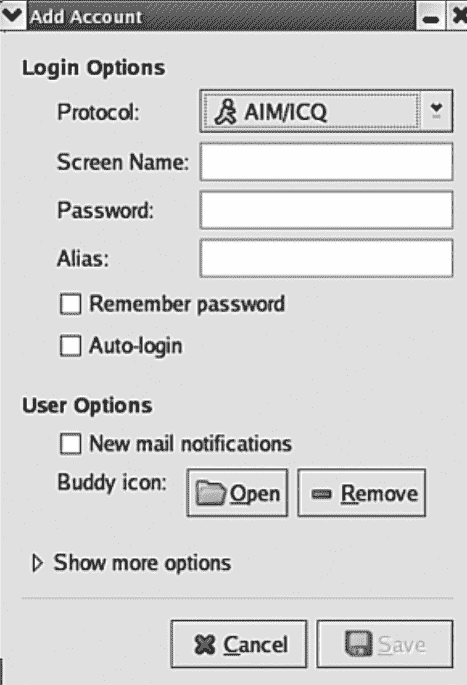 Add Account
Login Options
Protocol: AIM/ICQ
Screen Name:
Password:
Alias:
Remember password
Auto-login
User Options
New mail notifications
Buddy icon: Open Remove
Show more options
Cancel Save